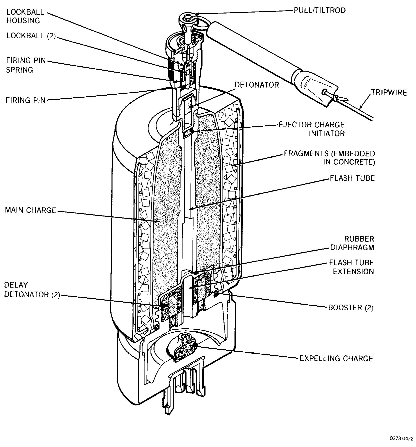 LOCKBALL
HOUSING
LOCKBALL (2)
FIRING PIN
SPRING
FIRING PIN
MAIN CHARGE
DELAY
DETONATOR (2)
PULL/TILTROD
DETONATOR
TRIPWIRE
EJECTOR CHARGE
INITIATOR
FRAGMENTS (EMBEDDED
IN CONCRETE)
FLASH TUBE
RUBBER
DIAPHRAGM
FLASH TUBE
EXTENSION
BOOSTER (2)
EXPELLING CHARGE